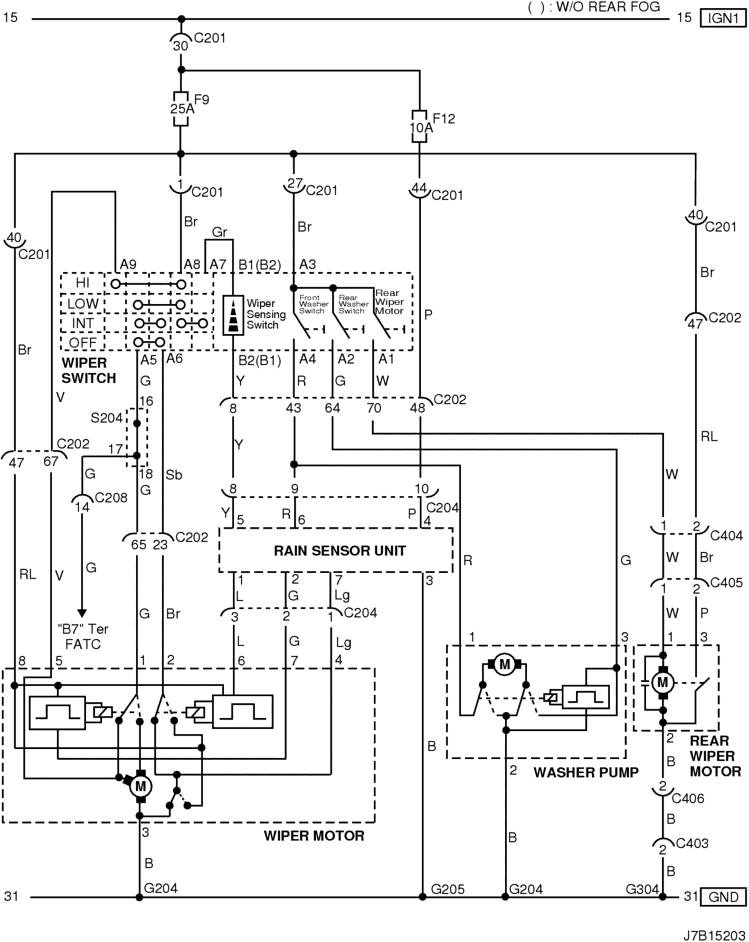 ( ) : W/O REAR FOG
15
15 IGN1
C201
30
F9
25A
F12
10A
1
C201
27
C201
44
C201
40
C201
40
C201
Br
Gr
Br
Br
A9
A8
A7
B1(B2)
A3
HI
LOW
INT
OFF
Wiper Sensing Switch
Front Washer Switch
Rear Washer Switch
Rear Wiper Motor
P
47
C202
WIPER SWITCH
A5
A6
B2(B1)
A4
A2
A1
Br
V
G
16
Y
R
G
W
S204
8
43
64
70
48
C202
17
18
C202
47
67
G
G
Sb
Y
RL
W
C208
14
8
9
10
C204
Y
5
R
6
P
4
C202
65
23
RAIN SENSOR UNIT
1
2
C404
W
Br
C405
1
2
RL
V
G
G
Br
1
2
7
3
L
G
Lg
R
G
"B7" Ter FATC
3
2
1
C204
W
P
L
G
Lg
8
5
1
2
6
7
4
1
3
1
3
M
M
M
WIPER MOTOR
3
B
B
WASHER PUMP
2
B
REAR WIPER MOTOR
2
B
2
C406
B
2
C403
B
31
G204
G205
G204
G304
31 GND
J7B15203